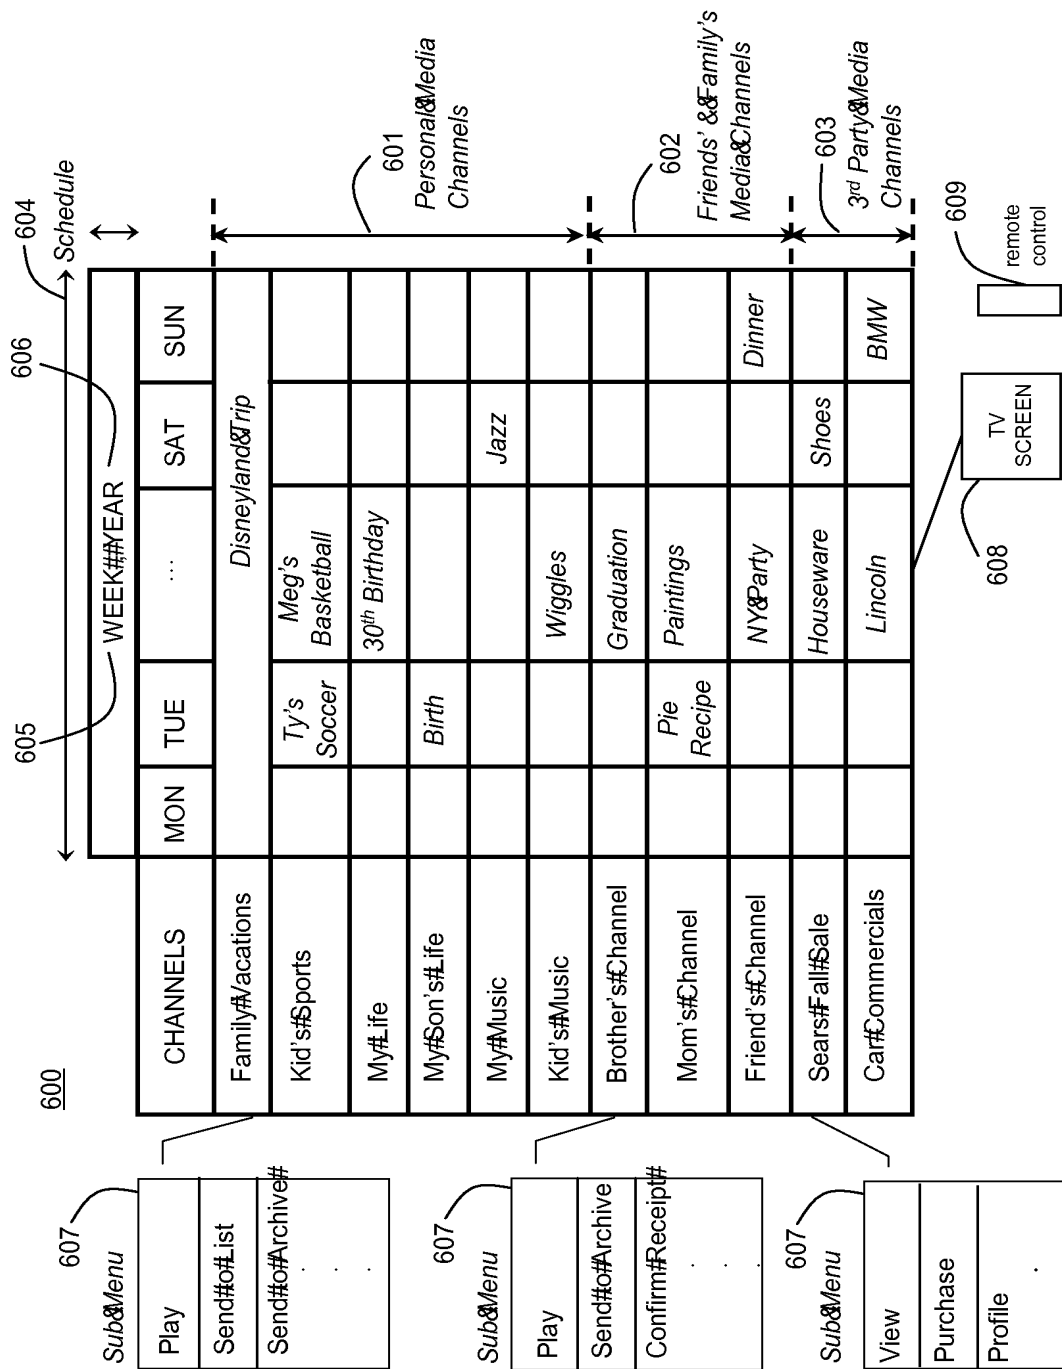 600
604
Schedule
605
606
WEEK##,##YEAR
CHANNELS
MON
TUE
...
SAT
SUN
Family#Vacations
Disneyland&Trip
Kid's#Sports
Ty's
Soccer
Meg's
Basketball
My#Life
30th Birthday
My#Son's#Life
Birth
My#Music
Jazz
Kid's#Music
Wiggles
Brother's#Channel
Graduation
Mom's#Channel
Pie
Recipe
Paintings
Friend's#Channel
NY&Party
Dinner
Sears#Fall#Sale
Houseware
Shoes
Car#Commercials
Lincoln
BMW
601
Personal&Media
Channels
602
Friends' &&Family's
Media&Channels
603
3rd Party&Media
Channels
607
Sub&Menu
Play
Send#to#List
Send#to#Archive#
. . .
607
Sub&Menu
Play
Send#to#Archive
Confirm#Receipt#
. . .
607
Sub&Menu
View
Purchase
Profile
.
608
TV
SCREEN
609
remote
control